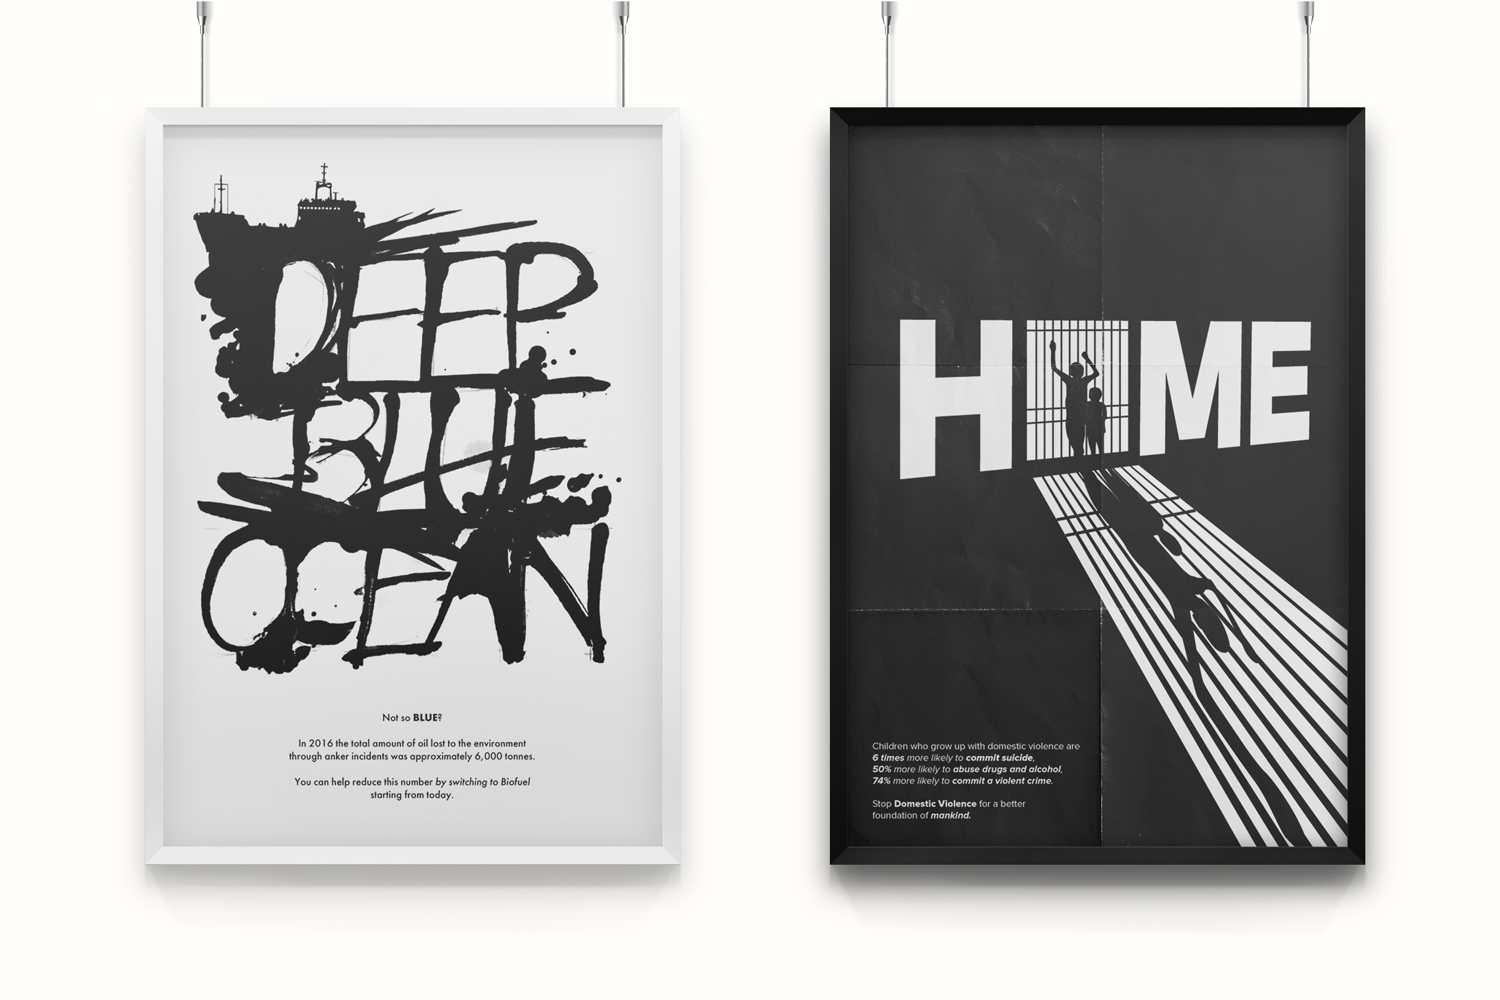 DEEP
BLUE
OCEAN
Not so BLUE?
In 2016 the total amount of oil lost to the environment
through anker incidents was approximately 6,000 tonnes.
You can help reduce this number by switching to Biofuel
starting from today.
HOME
Children who grow up with domestic violence are
6 times more likely to commit suicide,
50% more likely to abuse drugs and alcohol,
74% more likely to commit a violent crime.
Stop Domestic Violence for a better
foundation of mankind.